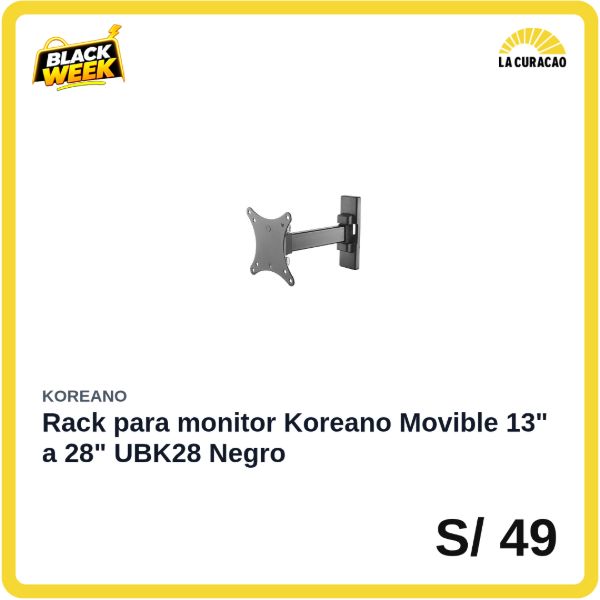 BLACK
WEEK
LA CURACAO
KOREANO
Rack para monitor Koreano Movible 13"
a 28" UBK28 Negro
S/ 49